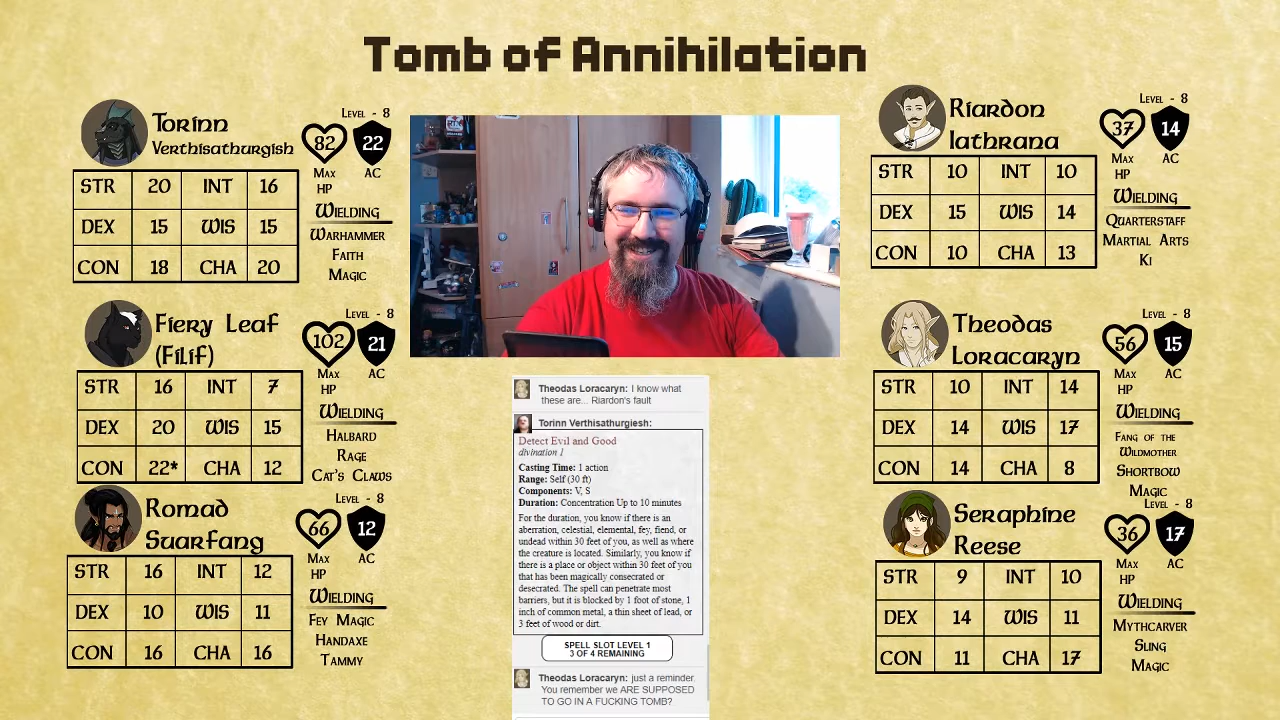 Tomb of Annihilation
Torinn
Verthisathurgish
Level - 8
82
22
Max HP
AC
STR 20 INT 16
DEX 15 WIS 15
CON 18 CHA 20
Wielding
Warhammer
Faith
Magic
Fiery Leaf
(Filif)
Level - 8
102
21
Max HP
AC
STR 16 INT 7
DEX 20 WIS 15
CON 22* CHA 12
Wielding
Halbard
Rage
Cat's Claws
Romad
Suarfang
Level - 8
66
12
Max HP
AC
STR 16 INT 12
DEX 10 WIS 11
CON 16 CHA 16
Wielding
Fey Magic
Handaxe
Tammy
Theodas Loracaryn: I know what
these are... Riardon's fault
Torinn Verthisathurgiesh:
Detect Evil and Good
divination 1
Casting Time: 1 action
Range: Self (30 ft)
Components: V, S
Duration: Concentration Up to 10 minutes
For the duration, you know if there is an
aberration, celestial, elemental, fey, fiend, or
undead within 30 feet of you, as well as where
the creature is located. Similarly, you know if
there is a place or object within 30 feet of you
that has been magically consecrated or
desecrated. The spell can penetrate most
barriers, but it is blocked by 1 foot of stone, 1
inch of common metal, a thin sheet of lead, or
3 feet of wood or dirt.
SPELL SLOT LEVEL 1
3 OF 4 REMAINING
Theodas Loracaryn: just a reminder.
You remember we ARE SUPPOSED
TO GO IN A FUCKING TOMB?
Riardon
Iathrana
Level - 8
37
14
Max HP
AC
STR 10 INT 10
DEX 15 WIS 14
CON 10 CHA 13
Wielding
Quarterstaff
Martial Arts
Ki
Theodas
Loracaryn
Level - 8
56
15
Max HP
AC
STR 10 INT 14
DEX 14 WIS 17
CON 14 CHA 8
Wielding
Fang of the
Wildmother
Shortbow
Magic
Seraphine
Reese
Level - 8
36
17
Max HP
AC
STR 9 INT 10
DEX 14 WIS 11
CON 11 CHA 17
Wielding
Mythcarver
Sling
Magic